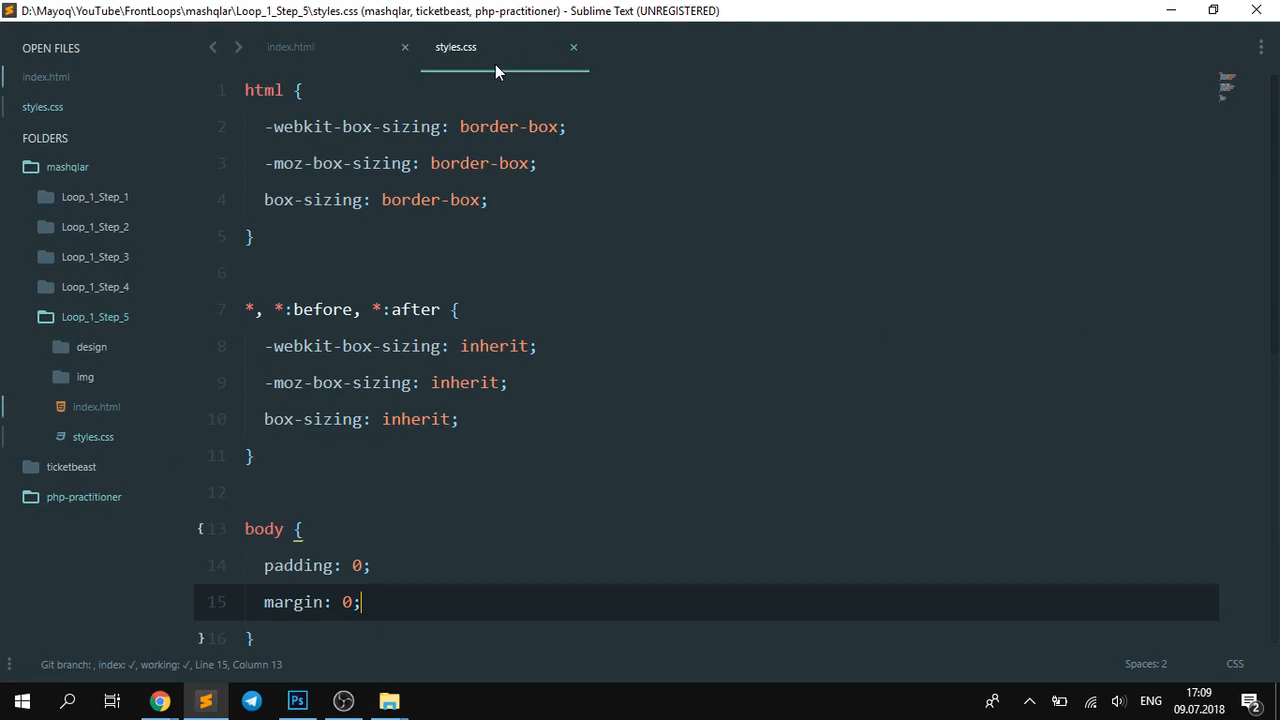 D:\Mayoq\YouTube\FrontLoops\mashqlar\Loop_1_Step_5\styles.css (mashqlar, ticketbeast, php-practitioner) - Sublime Text (UNREGISTERED)
OPEN FILES
index.html
styles.css
FOLDERS
mashqlar
Loop_1_Step_1
Loop_1_Step_2
Loop_1_Step_3
Loop_1_Step_4
Loop_1_Step_5
design
img
index.html
styles.css
ticketbeast
php-practitioner
index.html × styles.css ×
1 html {
2 -webkit-box-sizing: border-box;
3 -moz-box-sizing: border-box;
4 box-sizing: border-box;
5 }
6
7 *, *:before, *:after {
8 -webkit-box-sizing: inherit;
9 -moz-box-sizing: inherit;
10 box-sizing: inherit;
11 }
12
13 body {
14 padding: 0;
15 margin: 0;
16 }
Git branch: , index: ✓, working: ✓, Line 15, Column 13
Spaces: 2
CSS
Ps
ENG
17:09
09.07.2018
2